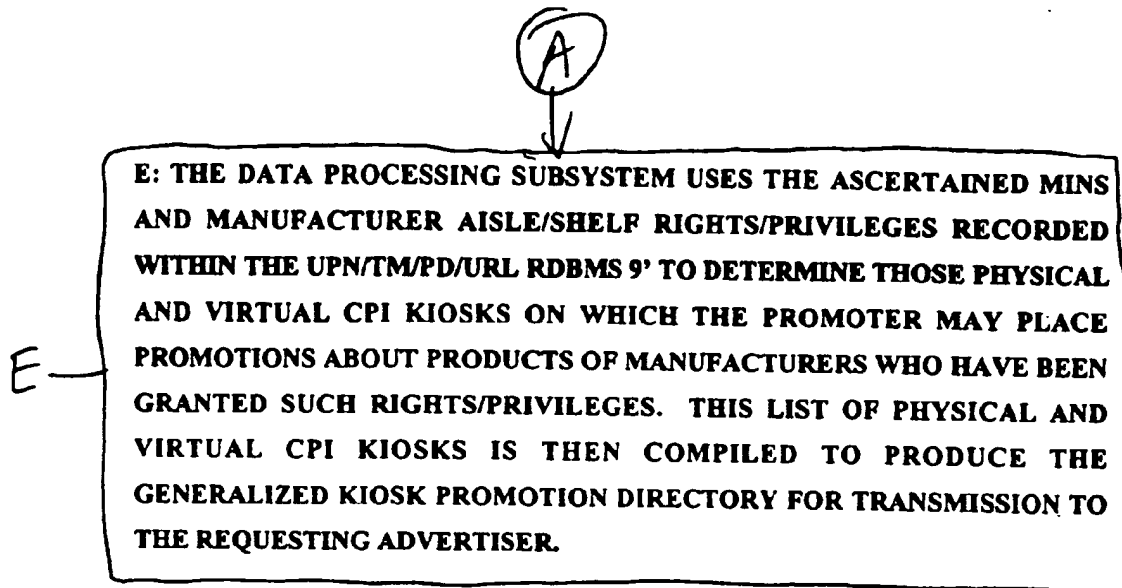 A
E: THE DATA PROCESSING SUBSYSTEM USES THE ASCERTAINED MINS
AND MANUFACTURER AISLE/SHELF RIGHTS/PRIVILEGES RECORDED
WITHIN THE UPN/TM/PD/URL RDBMS 9' TO DETERMINE THOSE PHYSICAL
AND VIRTUAL CPI KIOSKS ON WHICH THE PROMOTER MAY PLACE
PROMOTIONS ABOUT PRODUCTS OF MANUFACTURERS WHO HAVE BEEN
GRANTED SUCH RIGHTS/PRIVILEGES. THIS LIST OF PHYSICAL AND
VIRTUAL CPI KIOSKS IS THEN COMPILED TO PRODUCE THE
GENERALIZED KIOSK PROMOTION DIRECTORY FOR TRANSMISSION TO
THE REQUESTING ADVERTISER.
E